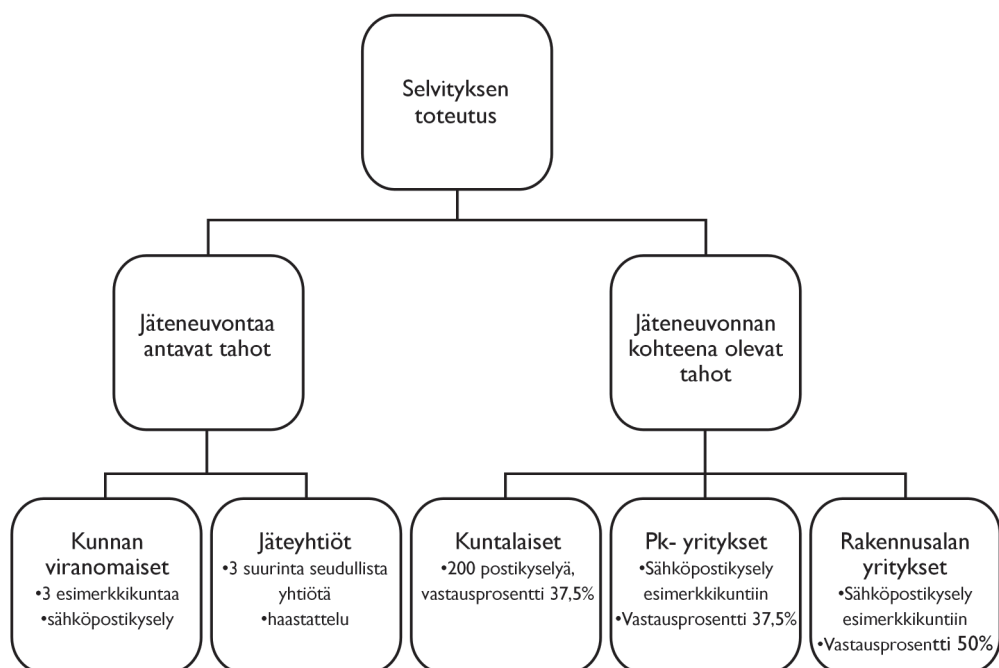 Selvityksen
toteutus
Jäteneuvontaa
antavat tahot
Jäteneuvonnan
kohteena olevat
tahot
Kunnan
viranomaiset
•3 esimerkkikuntaa
•sähköpostikysely
Jäteyhtiöt
•3 suurinta seudullista
yhtiötä
•haastattelu
Kuntalaiset
•200 postikyselyä,
vastausprosentti 37,5%
Pk- yritykset
•Sähköpostikysely
esimerkkikuntiin
•Vastausprosentti 37,5%
Rakennusalan
yritykset
•Sähköpostikysely
esimerkkikuntiin
•Vastausprosentti 50%